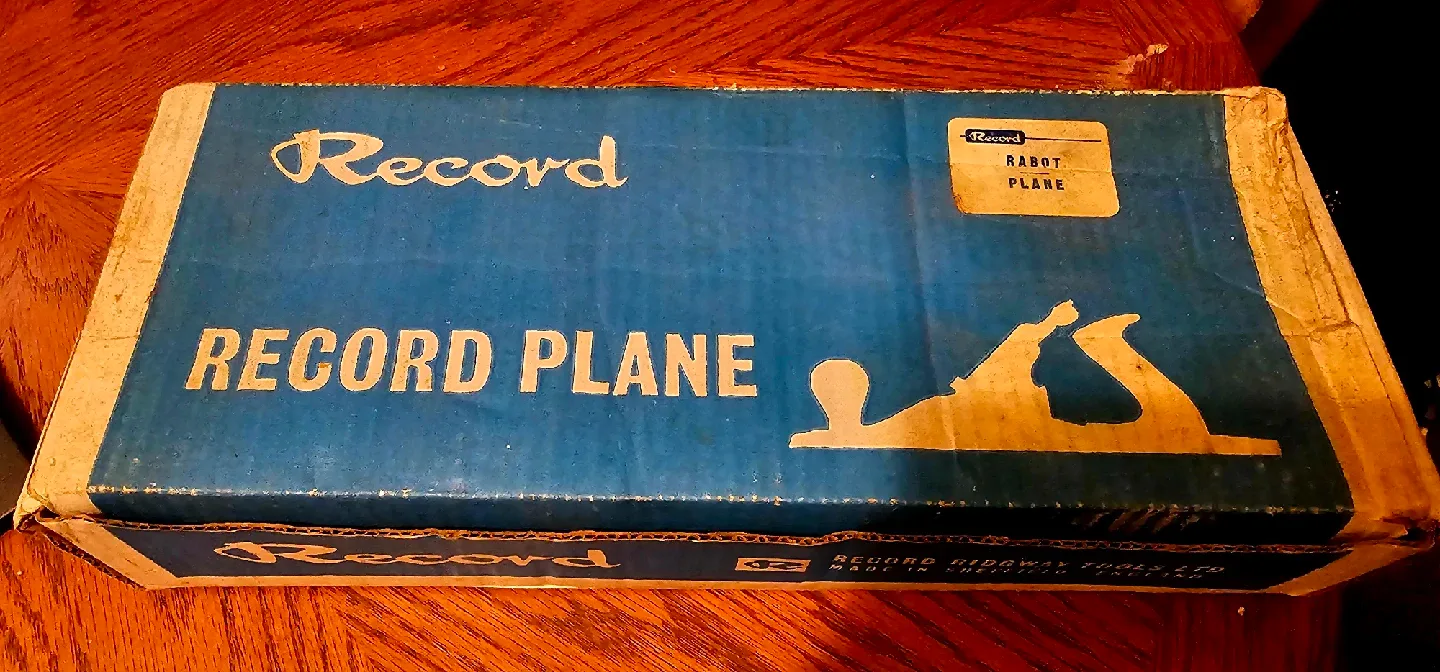 Record
Record
RABOT
PLANE
RECORD PLANE
Record
RECORD RIDGWAY TOOLS LTD
MADE IN SHEFFIELD ENGLAND